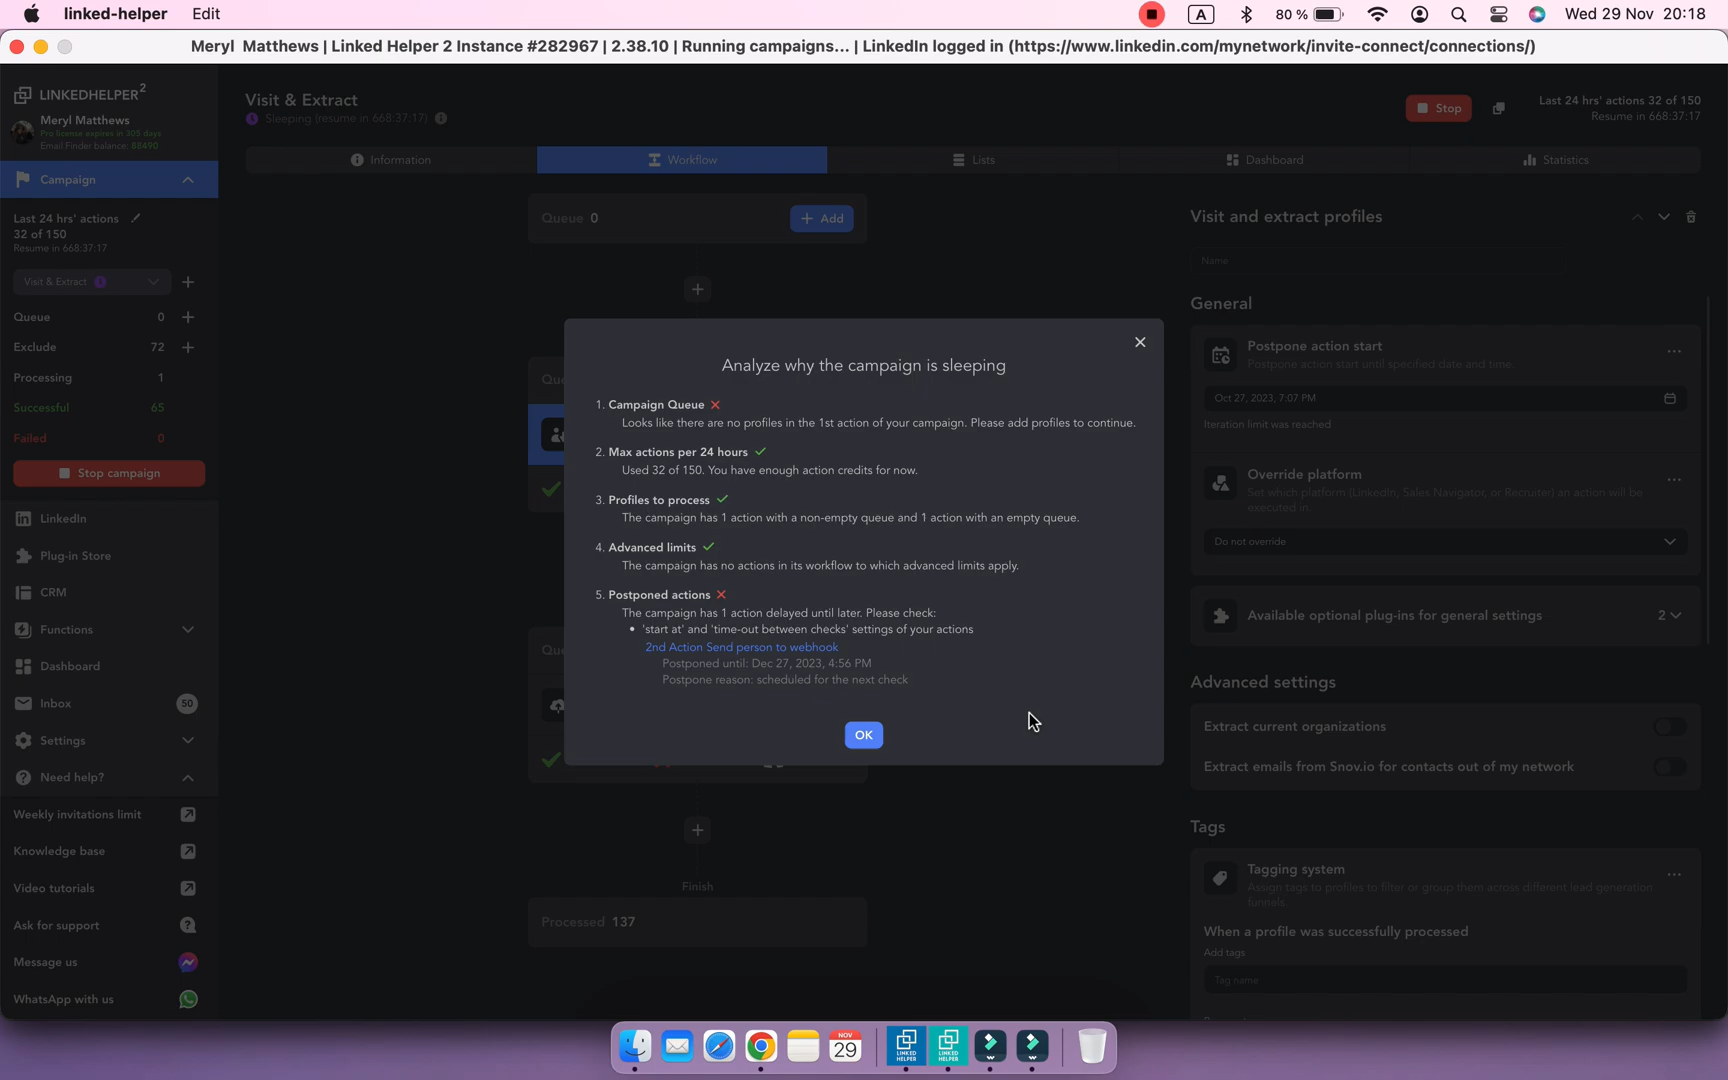 linked-helper Edit
A 80 % Wed 29 Nov 20:18
Meryl Matthews | Linked Helper 2 Instance #282967 | 2.38.10 | Running campaigns... | LinkedIn logged in (https://www.linkedin.com/mynetwork/invite-connect/connections/)
LINKEDHELPER2
Meryl Matthews
Pro license expires in 305 days
Email Finder balance: 88490
Campaign
Last 24 hrs' actions
32 of 150
Resume in 668:37:17
Visit & Extract
Queue 0
Exclude 72
Processing 1
Successful 65
Failed 0
Stop campaign
LinkedIn
Plug-in Store
CRM
Functions
Dashboard
Inbox 50
Settings
Need help?
Weekly invitations limit
Knowledge base
Video tutorials
Ask for support
Message us
WhatsApp with us
Visit & Extract
Sleeping (resume in 668:37:17)
Stop
Last 24 hrs' actions 32 of 150
Resume in 668:37:17
Information
Workflow
Lists
Dashboard
Statistics
Queue 0
Add
Que
Que
Finish
Processed 137
Analyze why the campaign is sleeping
1. Campaign Queue
Looks like there are no profiles in the 1st action of your campaign. Please add profiles to continue.
2. Max actions per 24 hours
Used 32 of 150. You have enough action credits for now.
3. Profiles to process
The campaign has 1 action with a non-empty queue and 1 action with an empty queue.
4. Advanced limits
The campaign has no actions in its workflow to which advanced limits apply.
5. Postponed actions
The campaign has 1 action delayed until later. Please check:
• 'start at' and 'time-out between checks' settings of your actions
2nd Action Send person to webhook
Postponed until: Dec 27, 2023, 4:56 PM
Postpone reason: scheduled for the next check
OK
Visit and extract profiles
Name
General
Postpone action start
Postpone action start until specified date and time.
Oct 27, 2023, 7:07 PM
Iteration limit was reached
Override platform
Set which platform (LinkedIn, Sales Navigator, or Recruiter) an action will be
executed in.
Do not override
Available optional plug-ins for general settings 2
Advanced settings
Extract current organizations
Extract emails from Snov.io for contacts out of my network
Tags
Tagging system
Assign tags to profiles to filter or group them across different lead generation
funnels.
When a profile was successfully processed
Add tags
Tag name
NOV
29
LINKED
HELPER
LINKED
HELPER